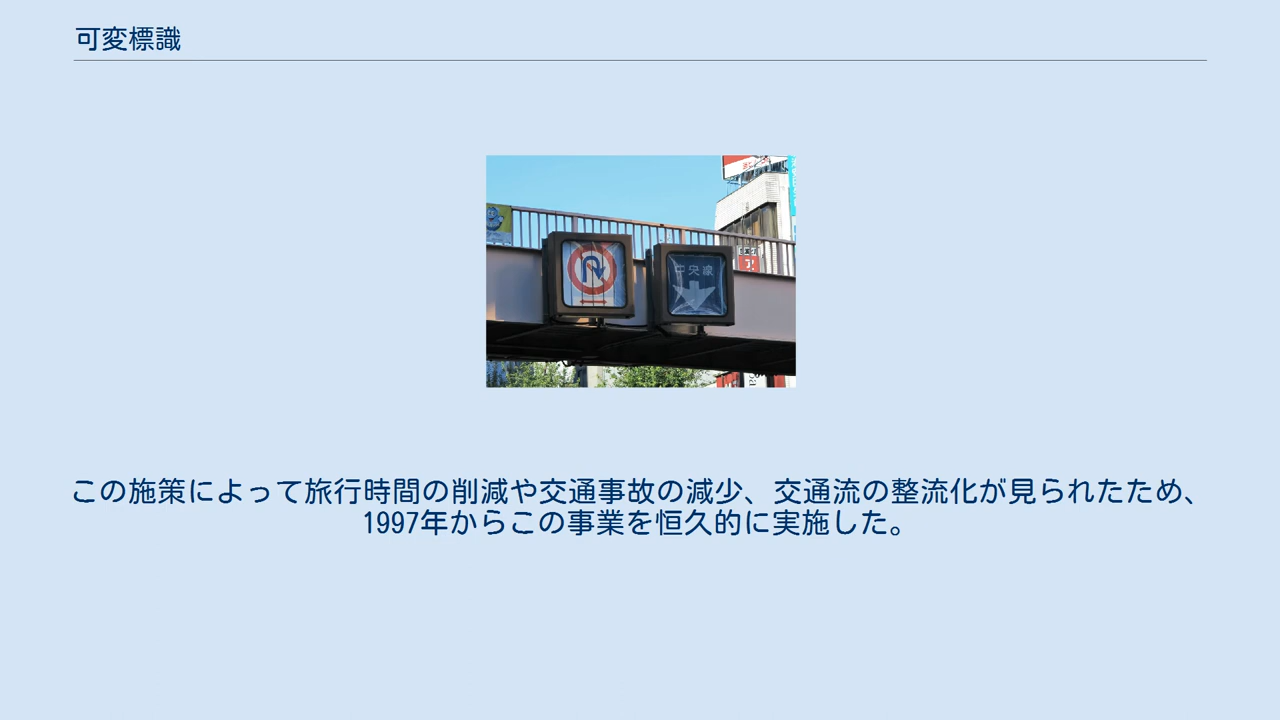 可変標識
中央線
この施策によって旅行時間の削減や交通事故の減少、交通流の整流化が見られたため、
1997年からこの事業を恒久的に実施した。